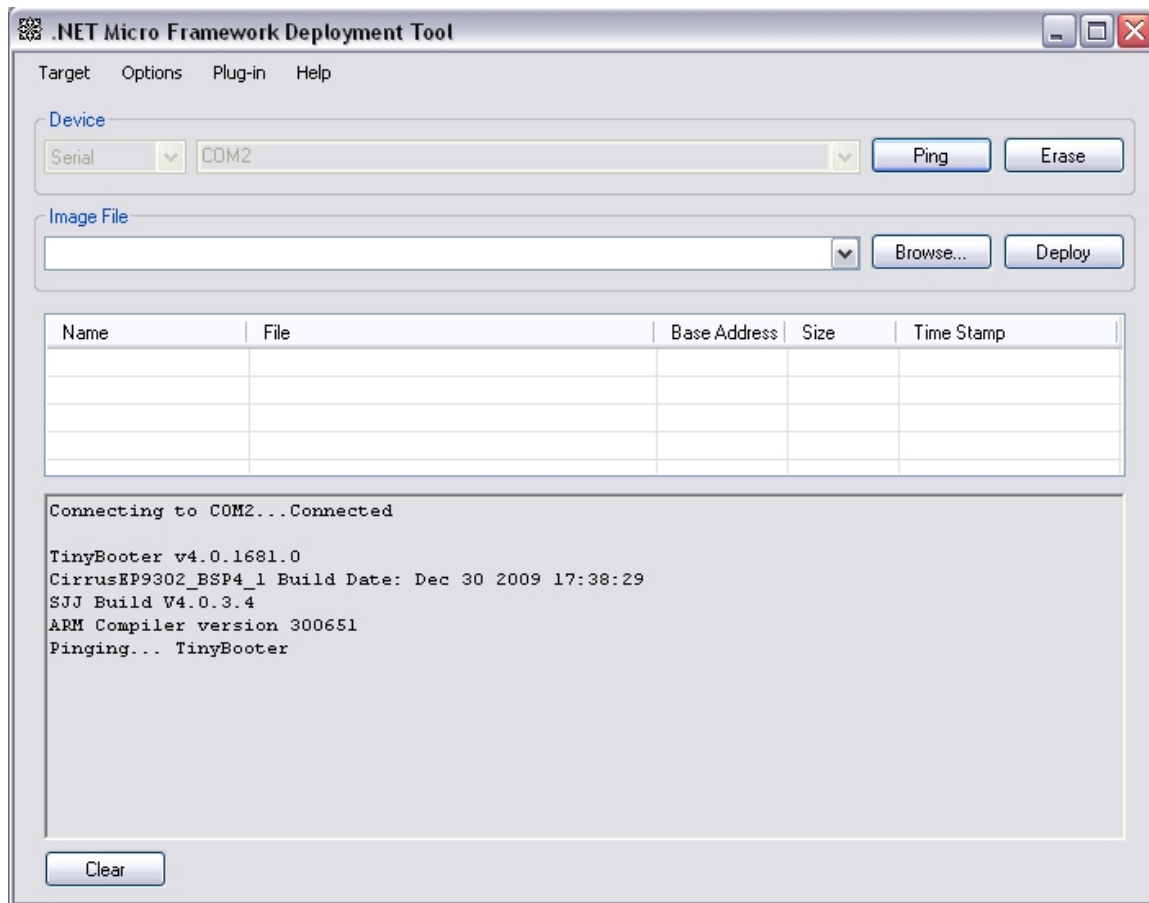 .NET Micro Framework Deployment Tool
Target Options Plug-in Help
Device
Serial COM2 Ping Erase
Image File
Browse... Deploy
Name File Base Address Size Time Stamp
Connecting to COM2...Connected
TinyBooter v4.0.1681.0
CirrusEP9302_BSP4_1 Build Date: Dec 30 2009 17:38:29
SJJ Build V4.0.3.4
ARM Compiler version 300651
Pinging... TinyBooter
Clear